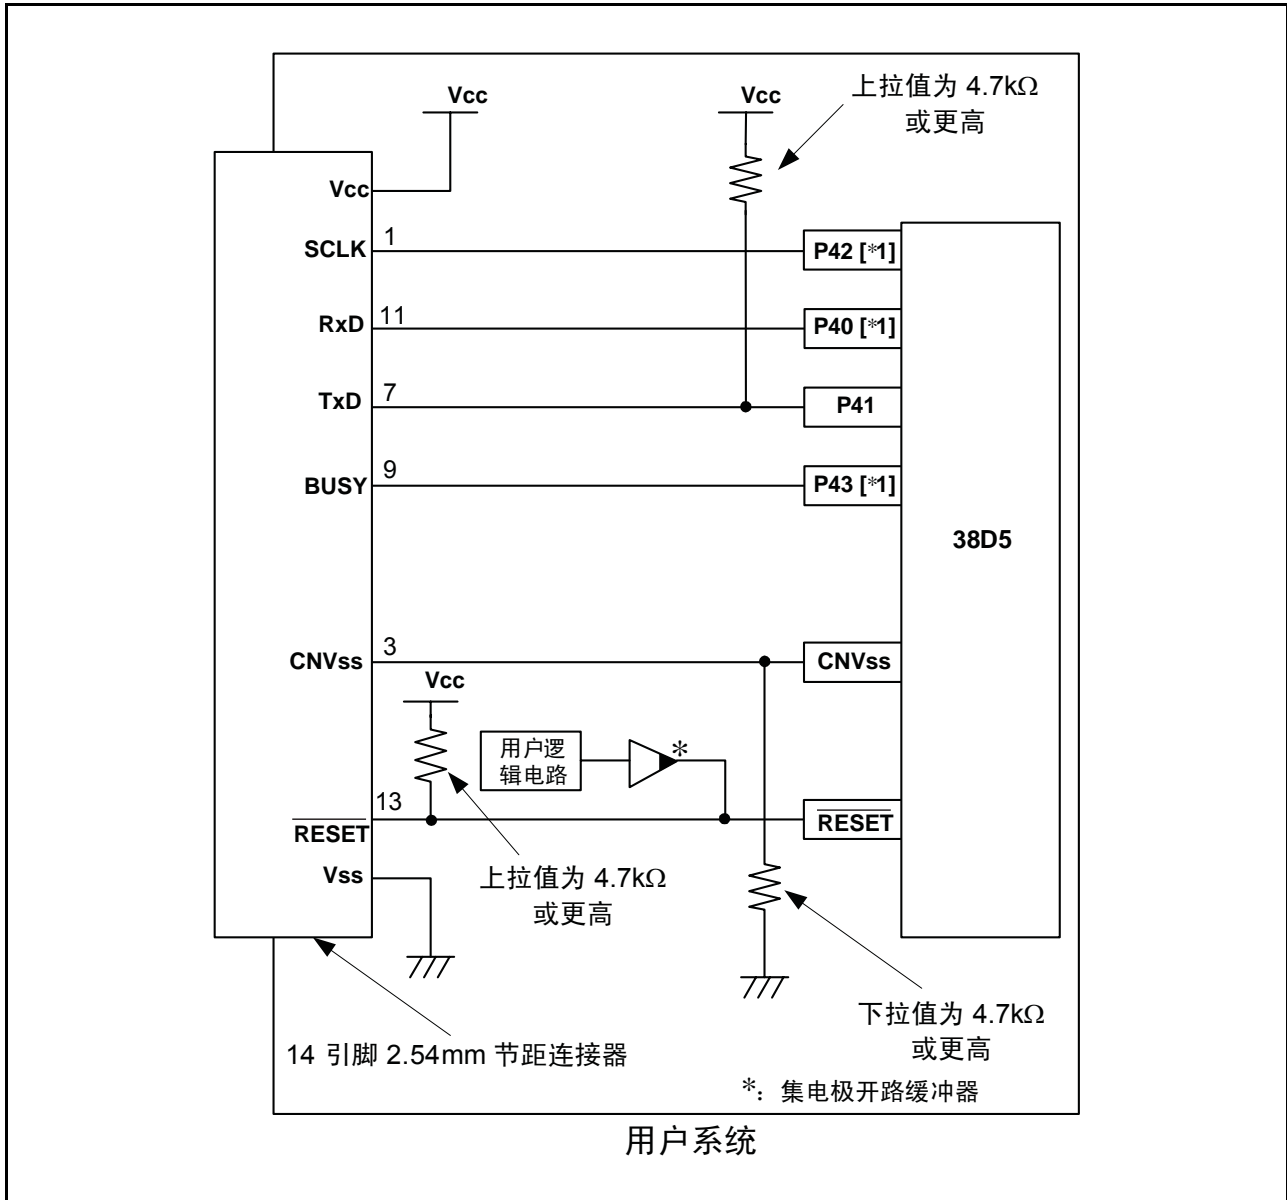 Vcc
Vcc
上拉值为 4.7kΩ
或更高
Vcc
SCLK
1
P42 [*1]
RxD
11
P40 [*1]
TxD
7
P41
BUSY
9
P43 [*1]
38D5
CNVss
3
CNVss
Vcc
用户逻
辑电路
*
13
RESET
RESET
Vss
上拉值为 4.7kΩ
或更高
下拉值为 4.7kΩ
或更高
14 引脚 2.54mm 节距连接器
*：集电极开路缓冲器
用户系统